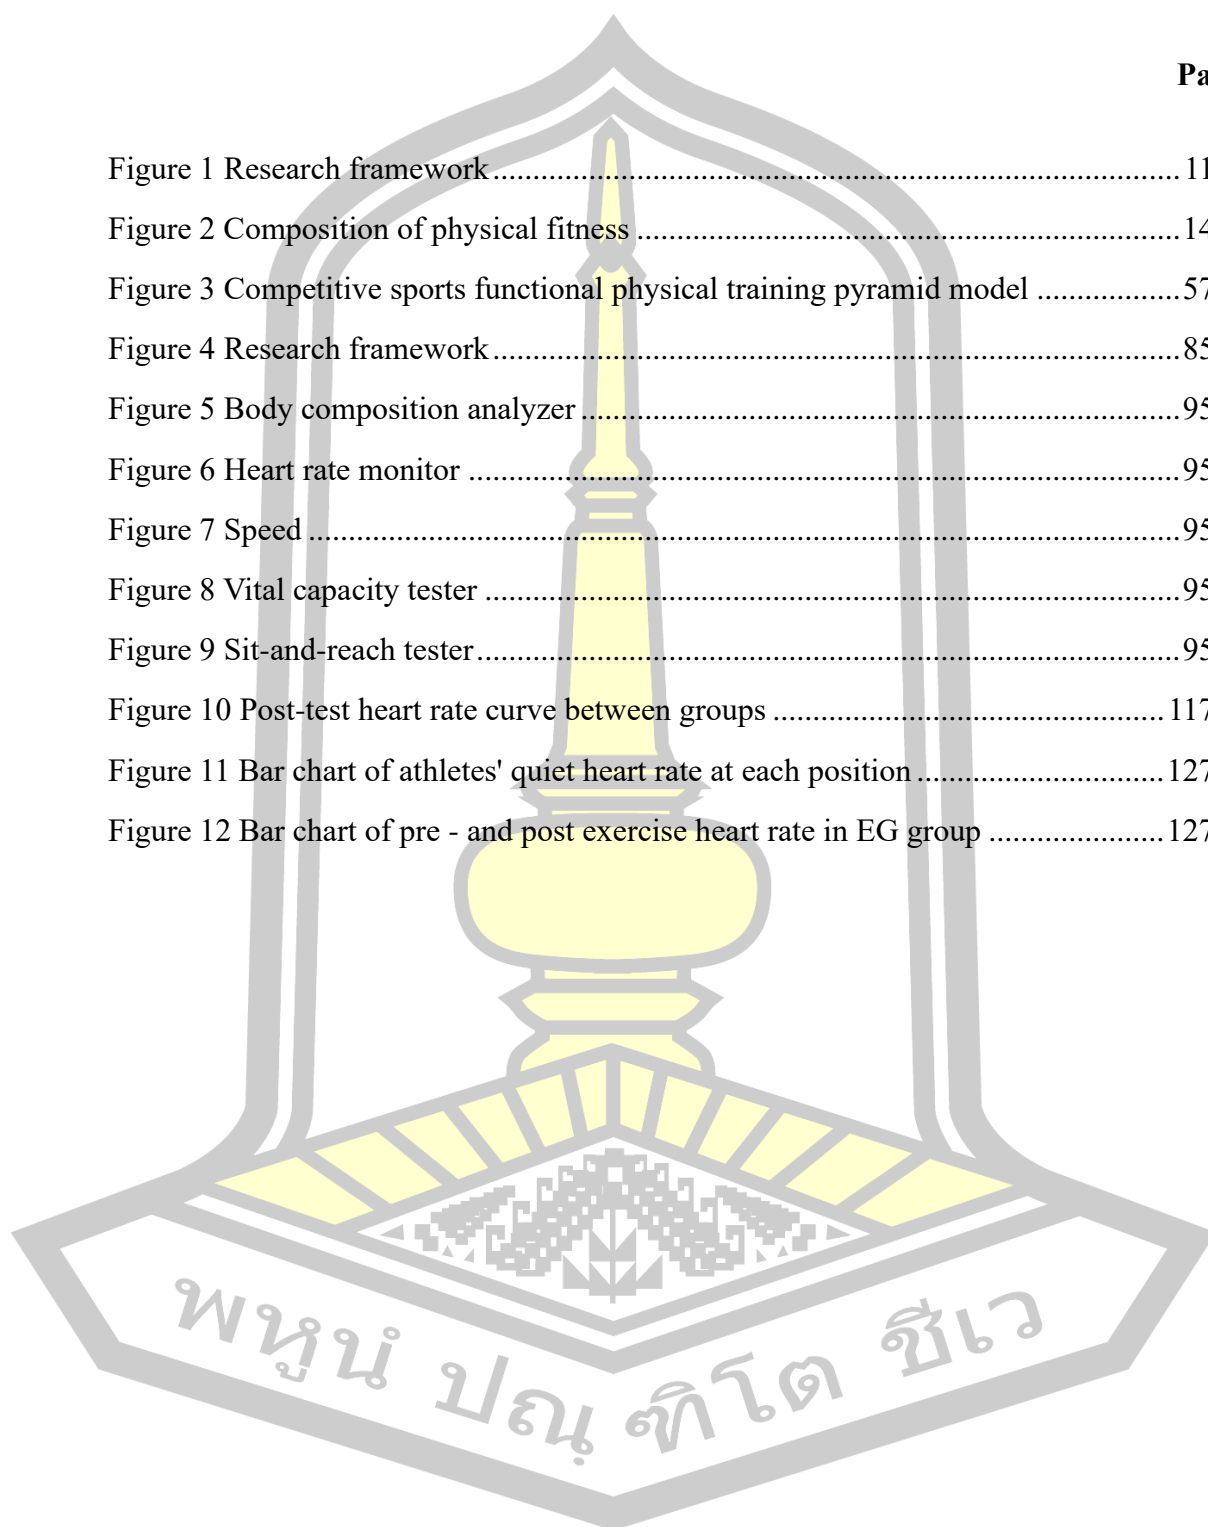 Pa
Figure 1 Research framework 11
Figure 2 Composition of physical fitness 14
Figure 3 Competitive sports functional physical training pyramid model 57
Figure 4 Research framework 85
Figure 5 Body composition analyzer 95
Figure 6 Heart rate monitor 95
Figure 7 Speed 95
Figure 8 Vital capacity tester 95
Figure 9 Sit-and-reach tester 95
Figure 10 Post-test heart rate curve between groups 117
Figure 11 Bar chart of athletes' quiet heart rate at each position 127
Figure 12 Bar chart of pre - and post exercise heart rate in EG group 127
พหูนํ ปณฺฑิโต ชีเว